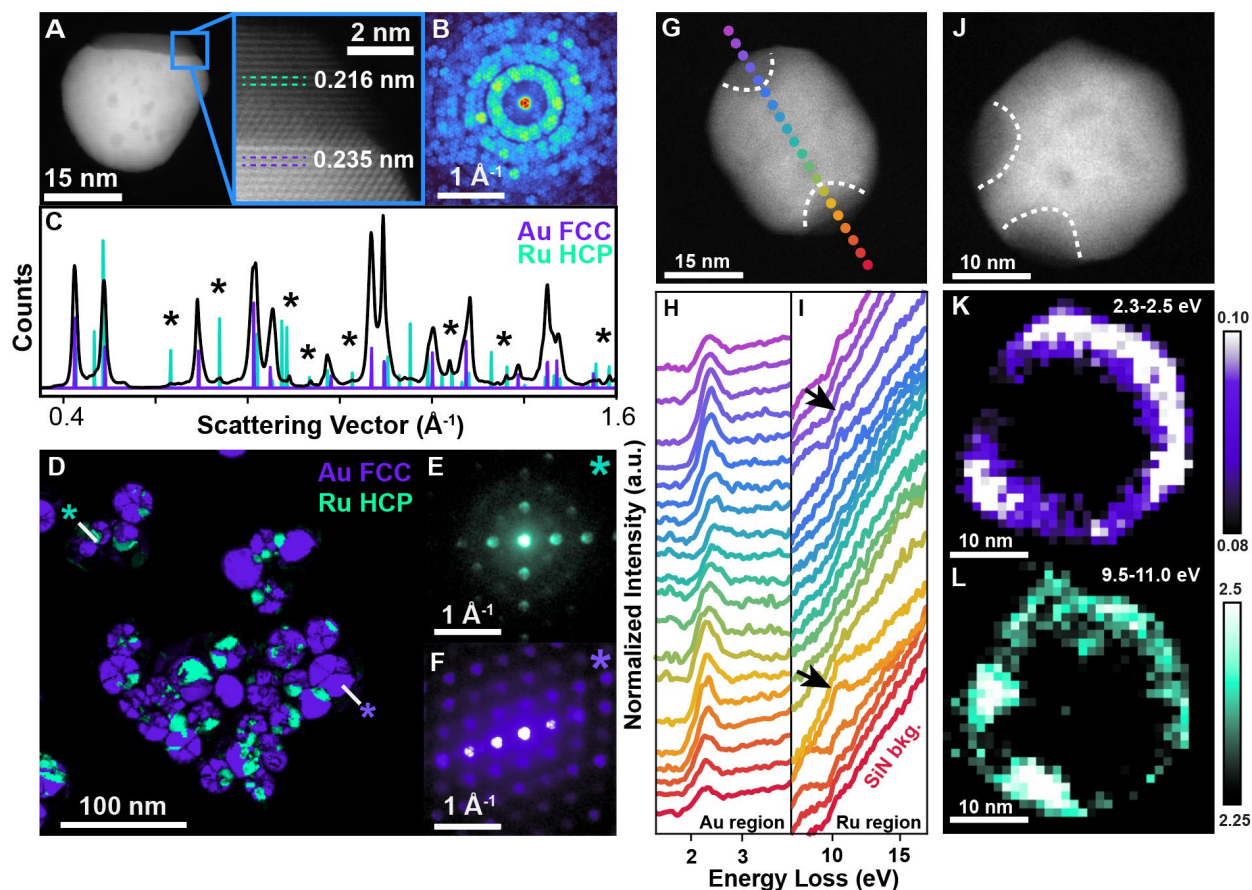 A
2 nm
0.216 nm
0.235 nm
15 nm
B
1 Å-1
C
Au FCC
Ru HCP
* * * * * * * *
Counts
0.4
1.6
Scattering Vector (Å-1)
D
Au FCC
Ru HCP
*
*
100 nm
E
*
1 Å-1
F
*
1 Å-1
G
15 nm
H
I
Normalized Intensity (a.u.)
SiN bkg.
Au region
Ru region
2
3
10
15
Energy Loss (eV)
J
10 nm
K
2.3-2.5 eV
10 nm
0.10
0.08
L
9.5-11.0 eV
10 nm
2.5
2.25